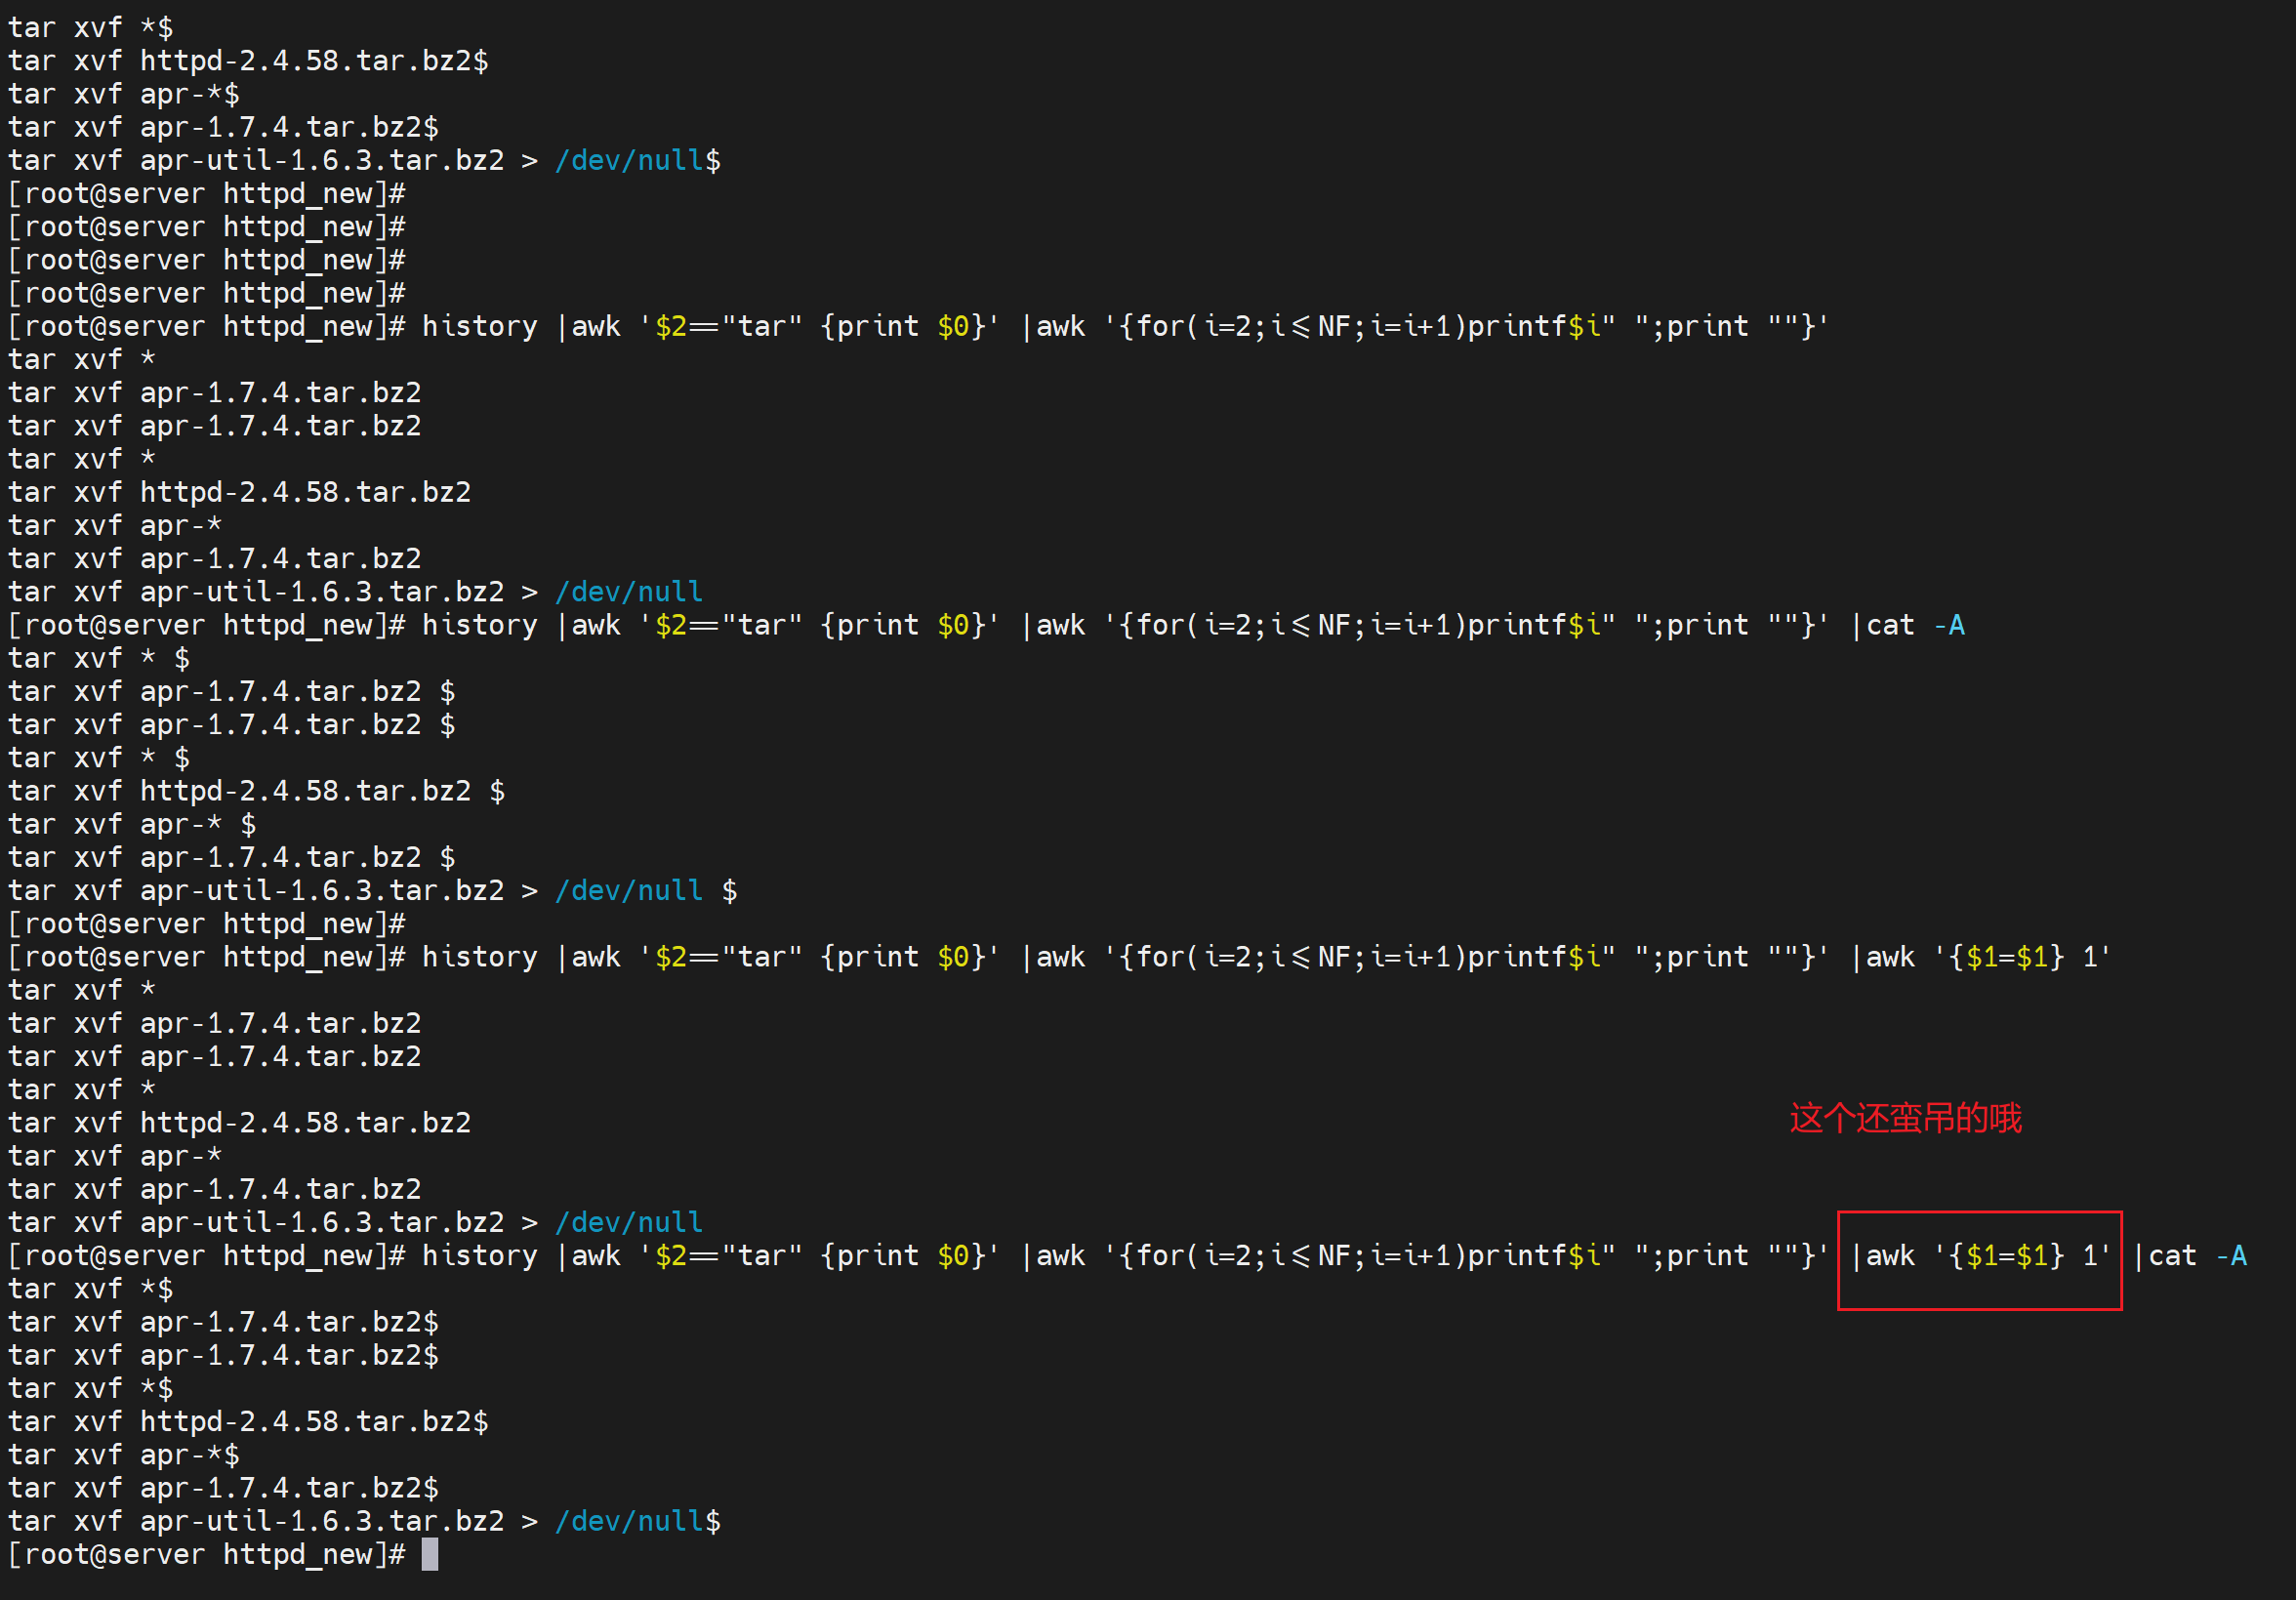 tar xvf *$
tar xvf httpd-2.4.58.tar.bz2$
tar xvf apr-*$
tar xvf apr-1.7.4.tar.bz2$
tar xvf apr-util-1.6.3.tar.bz2 > /dev/null$
[root@server httpd_new]#
[root@server httpd_new]#
[root@server httpd_new]#
[root@server httpd_new]#
[root@server httpd_new]# history |awk '$2=="tar" {print $0}' |awk '{for(i=2;i<=NF;i=i+1)printf$i" ";print ""}'
tar xvf *
tar xvf apr-1.7.4.tar.bz2
tar xvf apr-1.7.4.tar.bz2
tar xvf *
tar xvf httpd-2.4.58.tar.bz2
tar xvf apr-*
tar xvf apr-1.7.4.tar.bz2
tar xvf apr-util-1.6.3.tar.bz2 > /dev/null
[root@server httpd_new]# history |awk '$2=="tar" {print $0}' |awk '{for(i=2;i<=NF;i=i+1)printf$i" ";print ""}' |cat -A
tar xvf * $
tar xvf apr-1.7.4.tar.bz2 $
tar xvf apr-1.7.4.tar.bz2 $
tar xvf * $
tar xvf httpd-2.4.58.tar.bz2 $
tar xvf apr-* $
tar xvf apr-1.7.4.tar.bz2 $
tar xvf apr-util-1.6.3.tar.bz2 > /dev/null $
[root@server httpd_new]#
[root@server httpd_new]# history |awk '$2=="tar" {print $0}' |awk '{for(i=2;i<=NF;i=i+1)printf$i" ";print ""}' |awk '{$1=$1} 1'
tar xvf *
tar xvf apr-1.7.4.tar.bz2
tar xvf apr-1.7.4.tar.bz2
tar xvf *
tar xvf httpd-2.4.58.tar.bz2
这个还蛮吊的哦
tar xvf apr-*
tar xvf apr-1.7.4.tar.bz2
tar xvf apr-util-1.6.3.tar.bz2 > /dev/null
[root@server httpd_new]# history |awk '$2=="tar" {print $0}' |awk '{for(i=2;i<=NF;i=i+1)printf$i" ";print ""}' |awk '{$1=$1} 1' |cat -A
tar xvf *$
tar xvf apr-1.7.4.tar.bz2$
tar xvf apr-1.7.4.tar.bz2$
tar xvf *$
tar xvf httpd-2.4.58.tar.bz2$
tar xvf apr-*$
tar xvf apr-1.7.4.tar.bz2$
tar xvf apr-util-1.6.3.tar.bz2 > /dev/null$
[root@server httpd_new]#